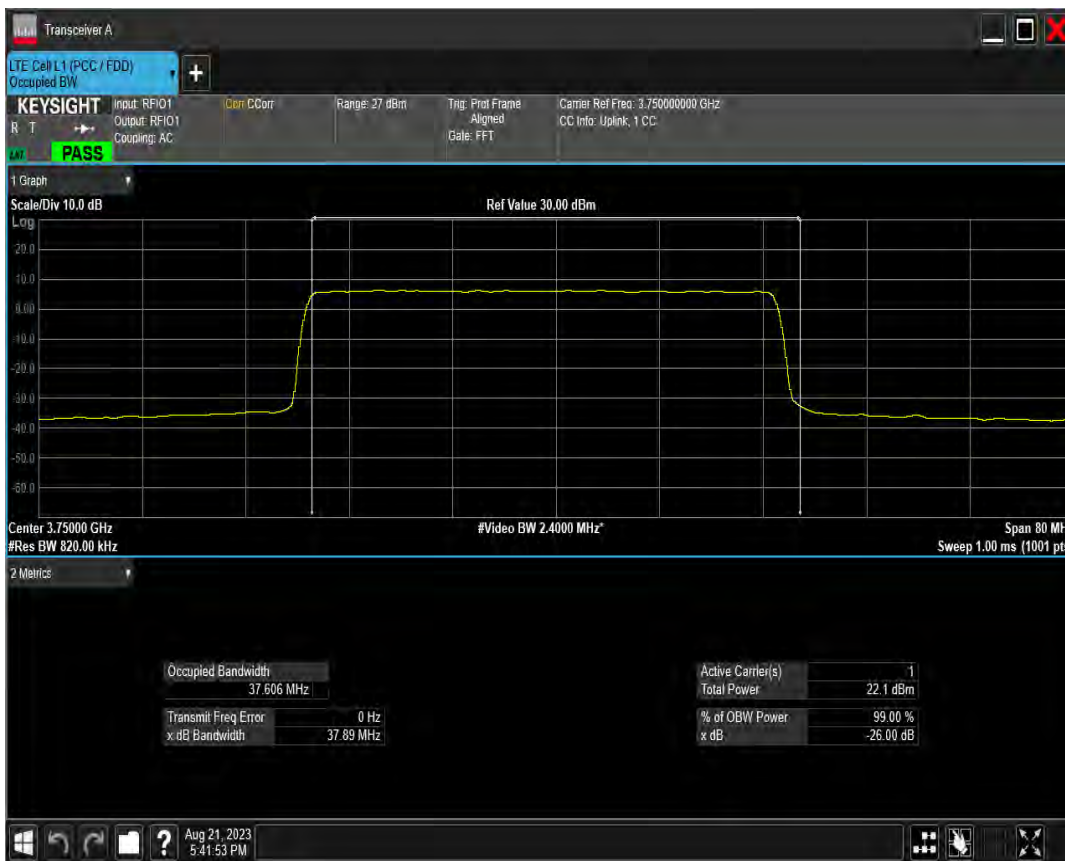 Transceiver A
LTE Cell L1 (PCC / FDD)
Occupied BW
KEYSIGHT
R T
PASS
Input: RFIO1
Output: RFIO1
Coupling: AC
Corr CCorr
Range: 27 dBm
Trig: Prot Frame
Aligned
Gate: FFT
Carrier Ref Freq: 3.750000000 GHz
CC Info: Uplink, 1 CC
1 Graph
Scale/Div 10.0 dB
Ref Value 30.00 dBm
Log
20.0
10.0
0.00
-10.0
-20.0
-30.0
-40.0
-50.0
-60.0
Center 3.75000 GHz
#Video BW 2.4000 MHz*
Span 80 MH
#Res BW 820.00 kHz
Sweep 1.00 ms (1001 pts
2 Metrics
Occupied Bandwidth
37.606 MHz
Transmit Freq Error 0 Hz
x dB Bandwidth 37.89 MHz
Active Carrier(s) 1
Total Power 22.1 dBm
% of OBW Power 99.00 %
x dB -26.00 dB
Aug 21, 2023
5:41:53 PM